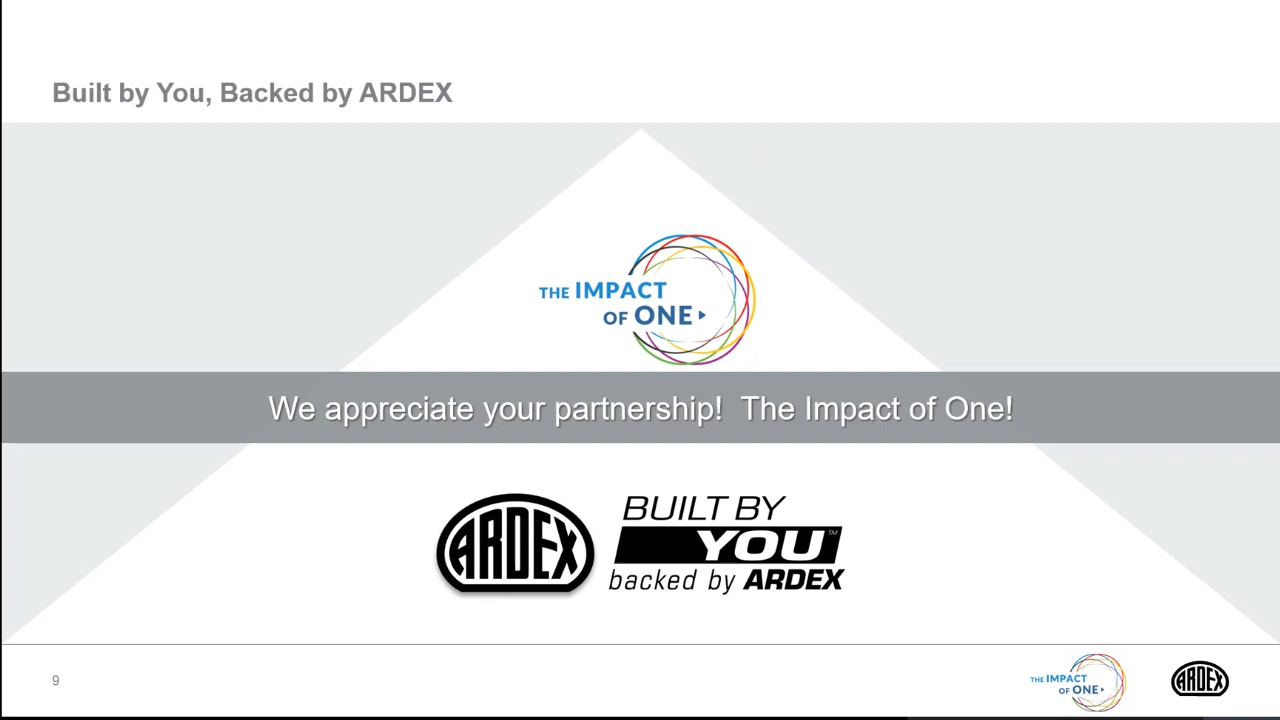 Built by You, Backed by ARDEX
THE IMPACT
OF ONE
We appreciate your partnership!  The Impact of One!
ARDEX
BUILT BY
YOU™
backed by ARDEX
9
THE IMPACT
OF ONE
ARDEX